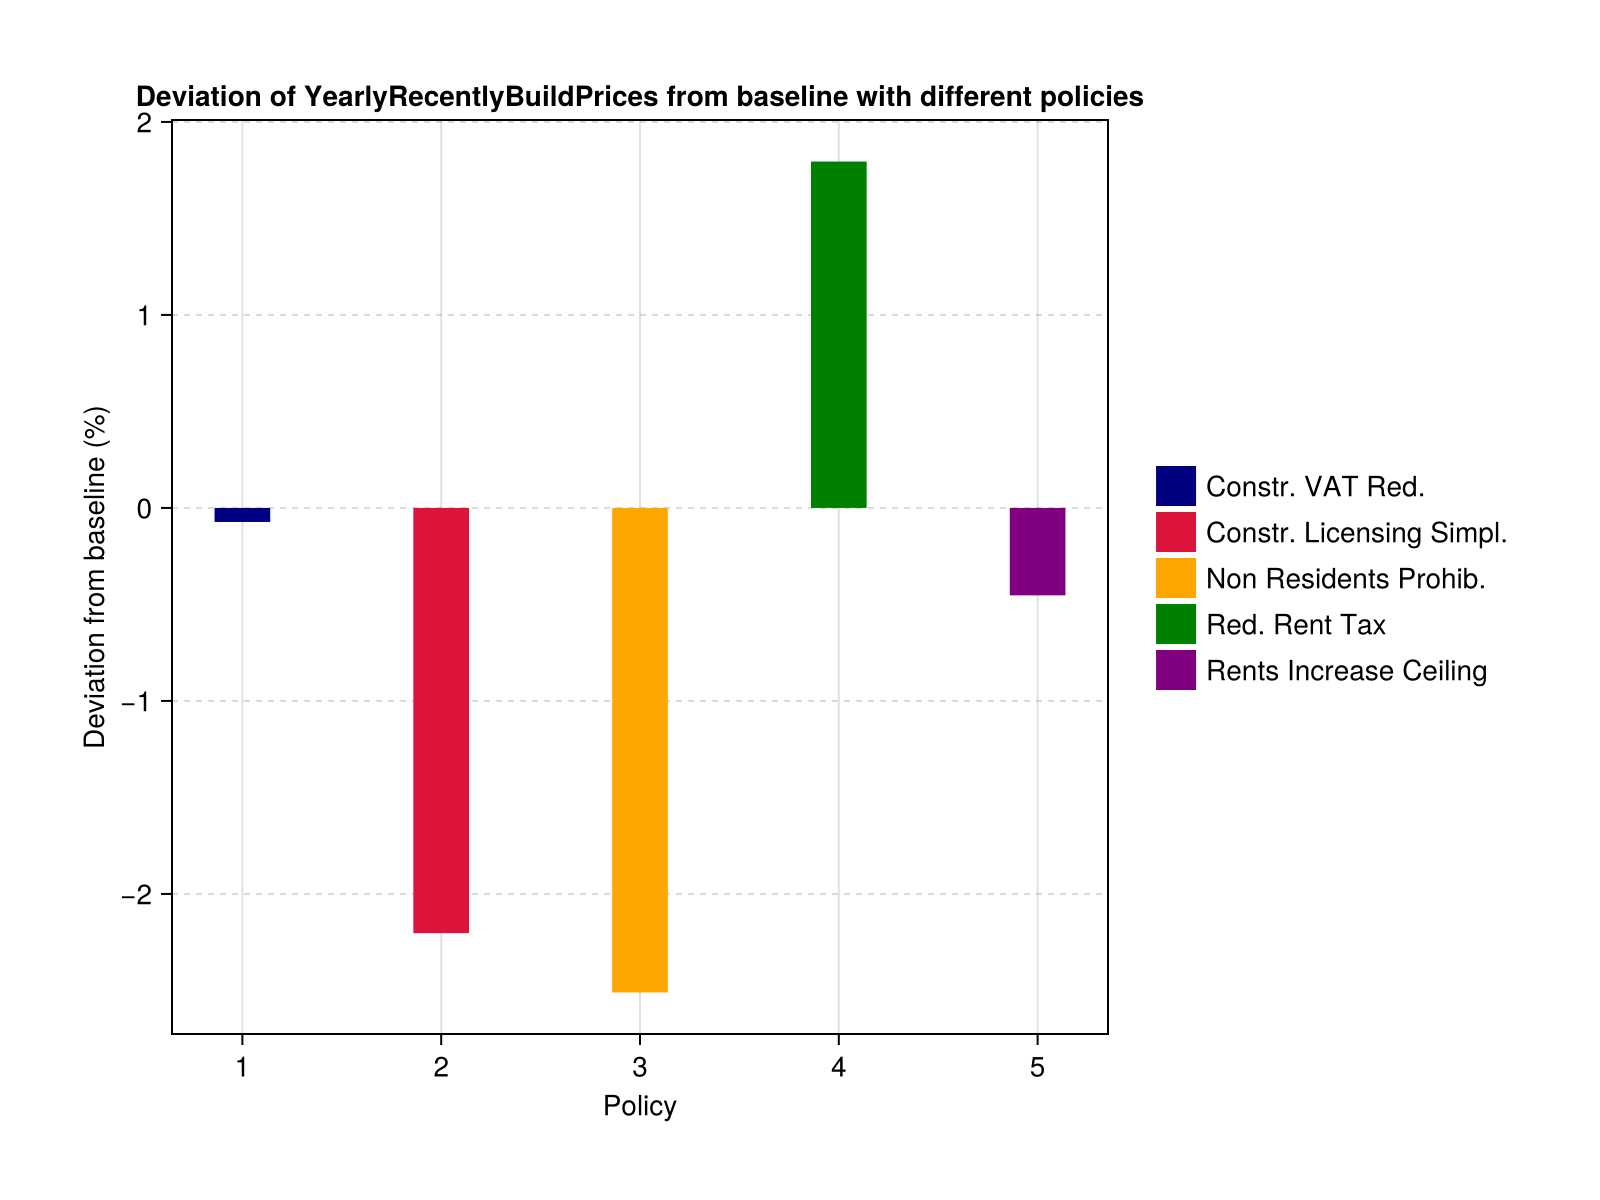 Deviation of YearlyRecentlyBuildPrices from baseline with different policies
2
1
0
−1
−2
Deviation from baseline (%)
1 2 3 4 5
Policy
Constr. VAT Red.
Constr. Licensing Simpl.
Non Residents Prohib.
Red. Rent Tax
Rents Increase Ceiling